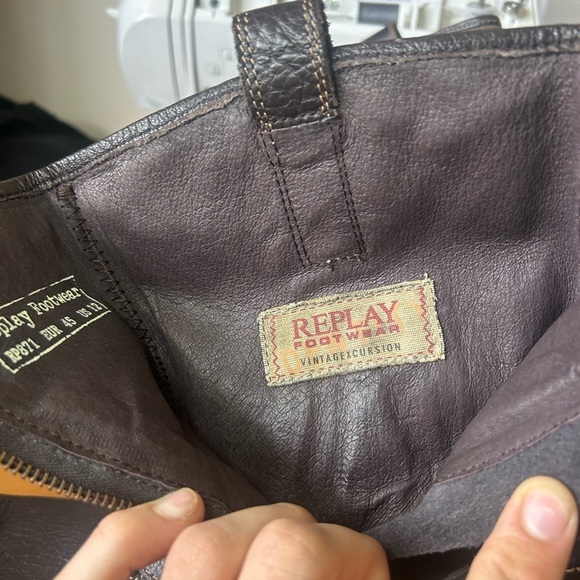 play Footwear
RP871 EUR 45 US 12
REPLAY
FOOTWEAR
VINTAGEXCURSION